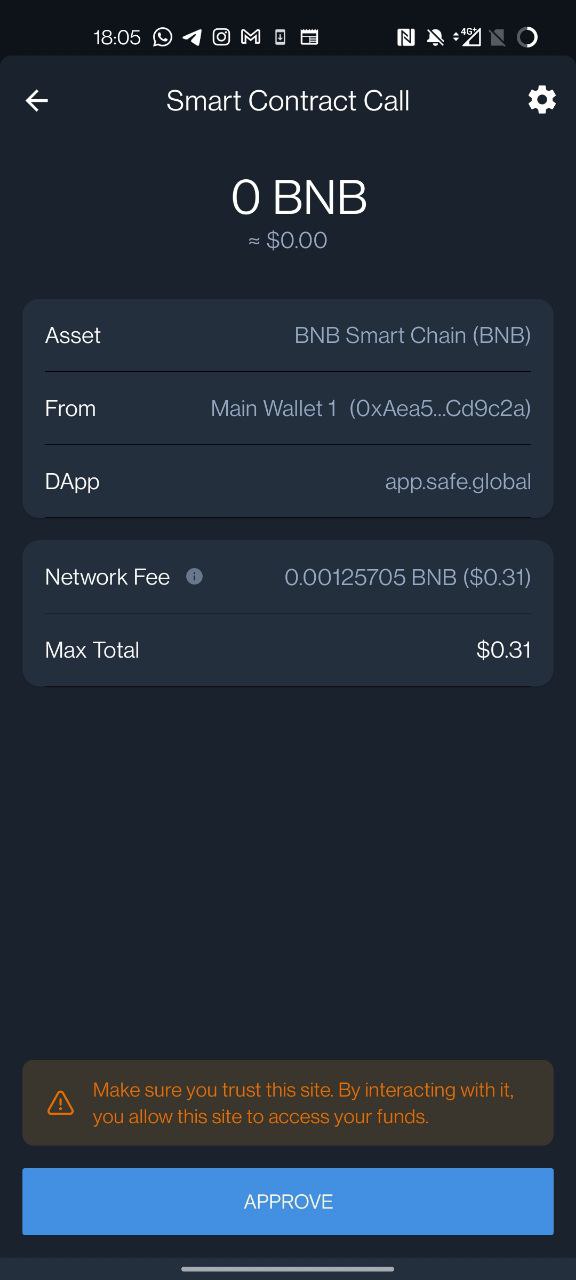 18:05
4G+
Smart Contract Call
0 BNB
≈ $0.00
Asset BNB Smart Chain (BNB)
From Main Wallet 1 (0xAea5...Cd9c2a)
DApp app.safe.global
Network Fee 0.00125705 BNB ($0.31)
Max Total $0.31
Make sure you trust this site. By interacting with it,
you allow this site to access your funds.
APPROVE